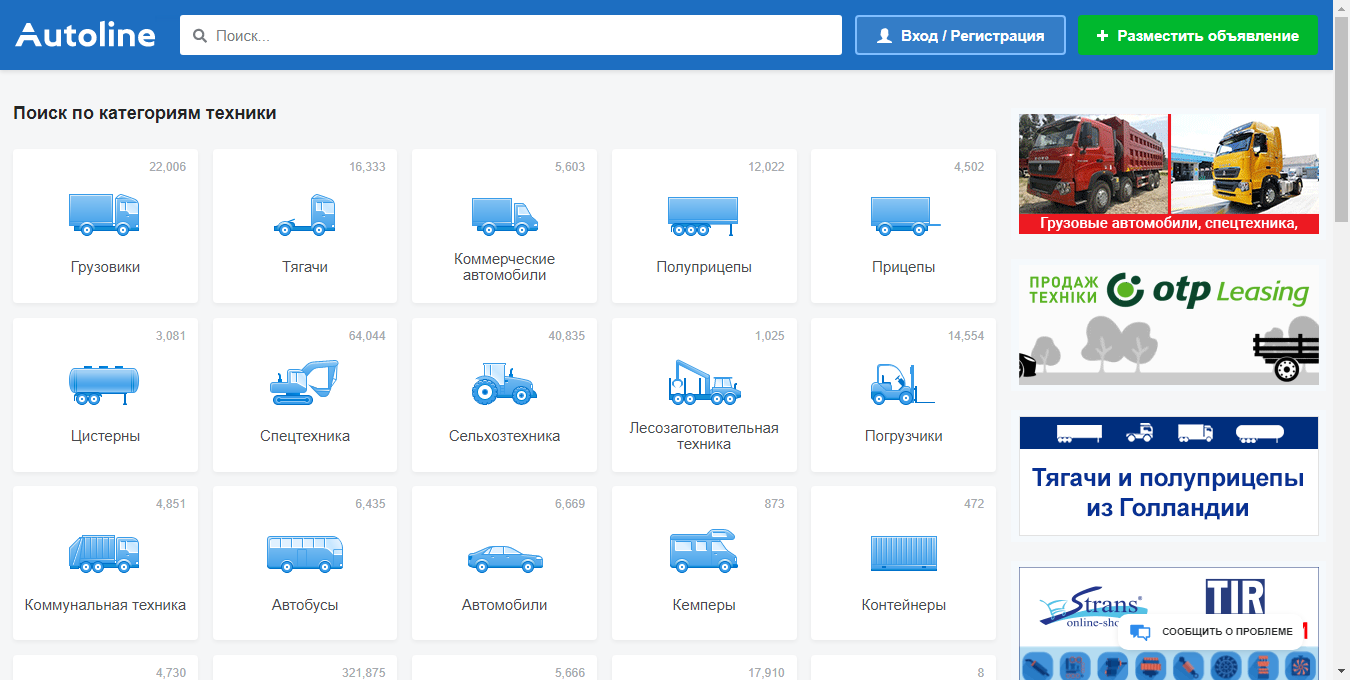 Autoline
Поиск...
Вход / Регистрация
+ Разместить объявление
Поиск по категориям техники
22,006
Грузовики
16,333
Тягачи
5,603
Коммерческие
автомобили
12,022
Полуприцепы
4,502
Прицепы
3,081
Цистерны
64,044
Спецтехника
40,835
Сельхозтехника
1,025
Лесозаготовительная
техника
14,554
Погрузчики
4,851
Коммунальная техника
6,435
Автобусы
6,669
Автомобили
873
Кемперы
472
Контейнеры
4,730
321,875
5,666
17,910
8
Грузовые автомобили, спецтехника,
ПРОДАЖ
ТЕХНІКИ
otp Leasing
Тягачи и полуприцепы
из Голландии
Strans
online-sho
TIR
СООБЩИТЬ О ПРОБЛЕМЕ